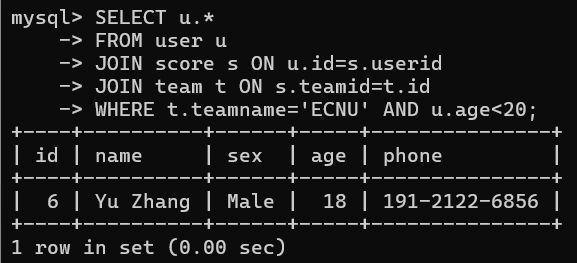 mysql> SELECT u.*
    -> FROM user u
    -> JOIN score s ON u.id=s.userid
    -> JOIN team t ON s.teamid=t.id
    -> WHERE t.teamname='ECNU' AND u.age<20;
+----+----------+------+------+---------------+
| id | name     | sex  | age  | phone         |
+----+----------+------+------+---------------+
|  6 | Yu Zhang | Male |   18 | 191-2122-6856 |
+----+----------+------+------+---------------+
1 row in set (0.00 sec)